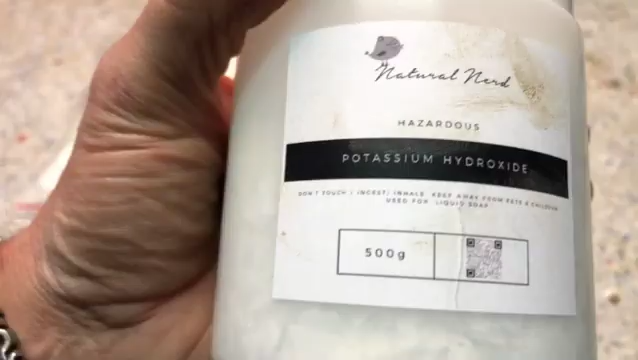 Natural Nerd
HAZARDOUS
POTASSIUM HYDROXIDE
DON'T TOUCH | INGEST| INHALE KEEP AWAY FROM PETS & CHILDREN
USED FOR LIQUID SOAP
500g